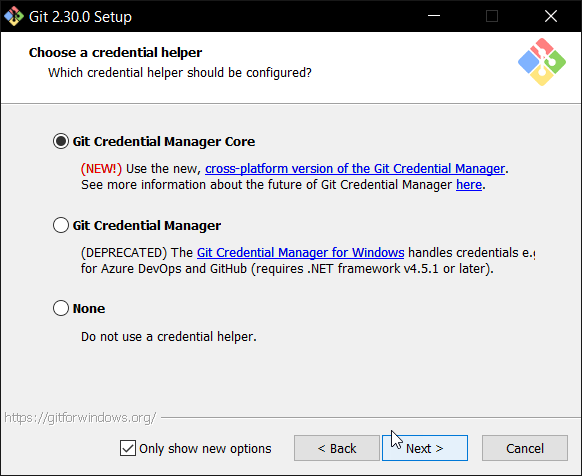 Git 2.30.0 Setup
Choose a credential helper
Which credential helper should be configured?
Git Credential Manager Core
(NEW!) Use the new, cross-platform version of the Git Credential Manager.
See more information about the future of Git Credential Manager here.
Git Credential Manager
(DEPRECATED) The Git Credential Manager for Windows handles credentials e.g
for Azure DevOps and GitHub (requires .NET framework v4.5.1 or later).
None
Do not use a credential helper.
https://gitforwindows.org/
Only show new options
< Back
Next >
Cancel